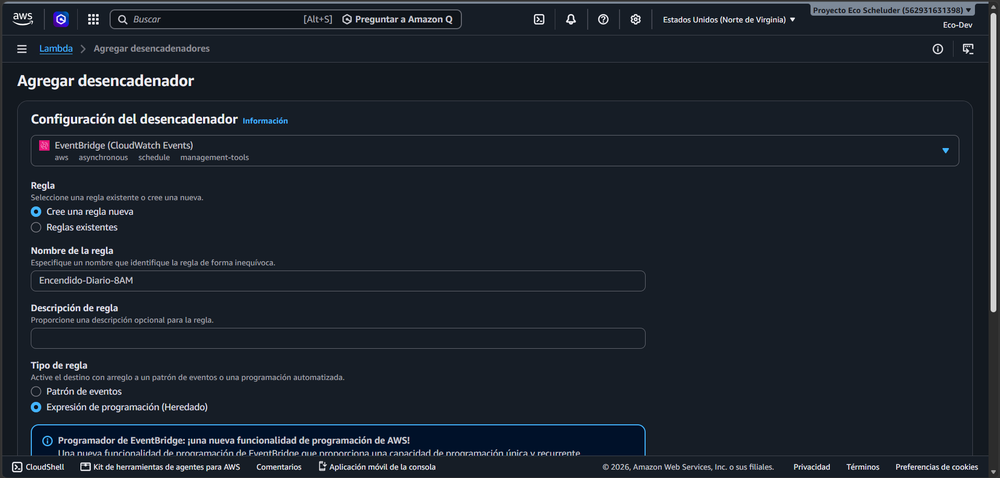 aws
Buscar
[Alt+S]
Preguntar a Amazon Q
Estados Unidos (Norte de Virginia)
Proyecto Eco Scheluder (562931631398)
Eco-Dev
Lambda
Agregar desencadenadores
Agregar desencadenador
Configuración del desencadenador Información
EventBridge (CloudWatch Events)
aws asynchronous schedule management-tools
Regla
Seleccione una regla existente o cree una nueva.
Cree una regla nueva
Reglas existentes
Nombre de la regla
Especifique un nombre que identifique la regla de forma inequívoca.
Encendido-Diario-8AM
Descripción de regla
Proporcione una descripción opcional para la regla.
Tipo de regla
Active el destino con arreglo a un patrón de eventos o una programación automatizada.
Patrón de eventos
Expresión de programación (Heredado)
Programador de EventBridge: ¡una nueva funcionalidad de programación de AWS!
Una nueva funcionalidad de programación de EventBridge que proporciona una capacidad de programación única y recurrente
CloudShell
Kit de herramientas de agentes para AWS
Comentarios
Aplicación móvil de la consola
© 2026, Amazon Web Services, Inc. o sus filiales.
Privacidad
Términos
Preferencias de cookies